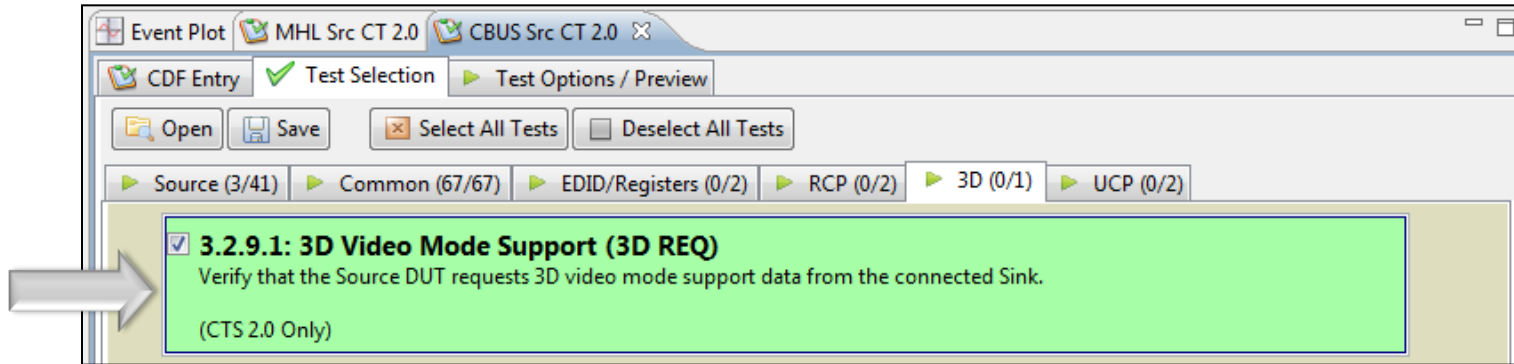 Event Plot MHL Src CT 2.0 CBUS Src CT 2.0
CDF Entry Test Selection Test Options / Preview
Open Save Select All Tests Deselect All Tests
Source (3/41) Common (67/67) EDID/Registers (0/2) RCP (0/2) 3D (0/1) UCP (0/2)
3.2.9.1: 3D Video Mode Support (3D REQ)
Verify that the Source DUT requests 3D video mode support data from the connected Sink.
(CTS 2.0 Only)